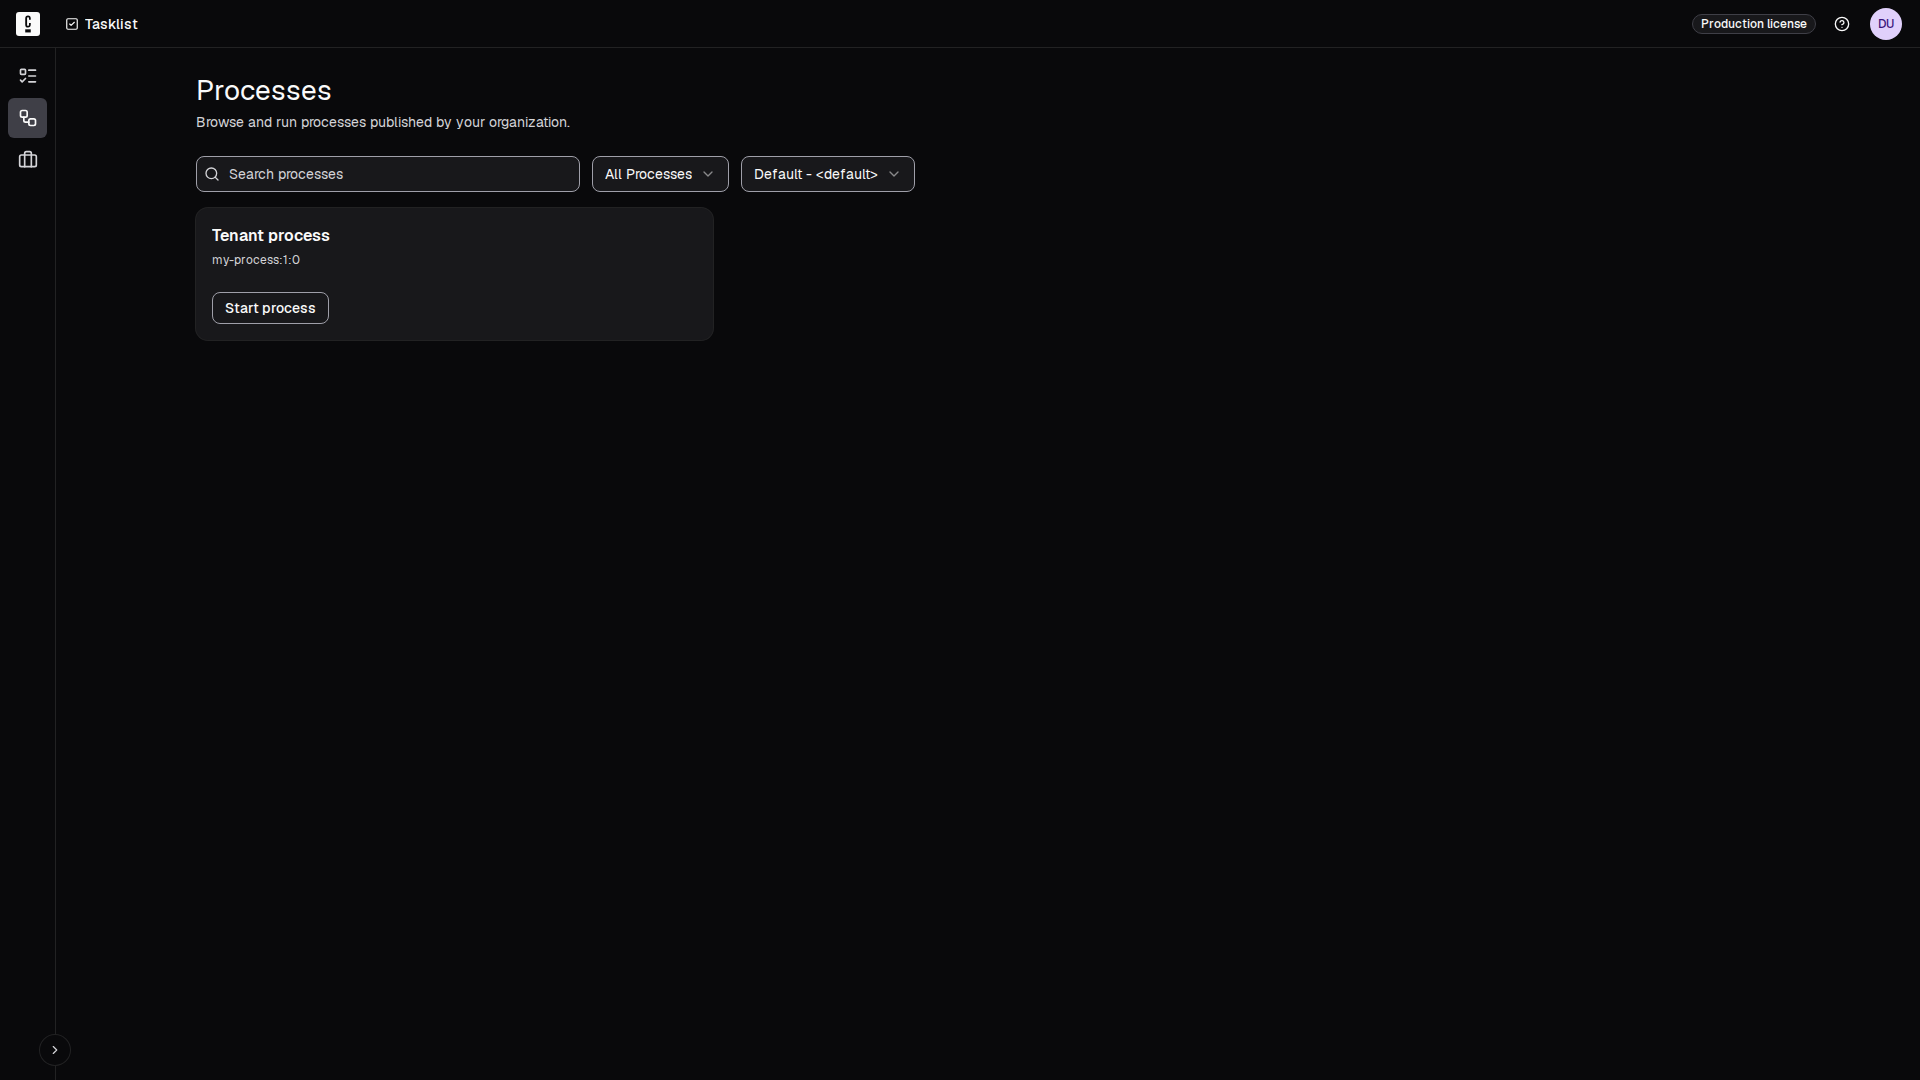 Tasklist
Production license
DU
Processes
Browse and run processes published by your organization.
Search processes
All Processes
Default - <default>
Tenant process
my-process:1:0
Start process